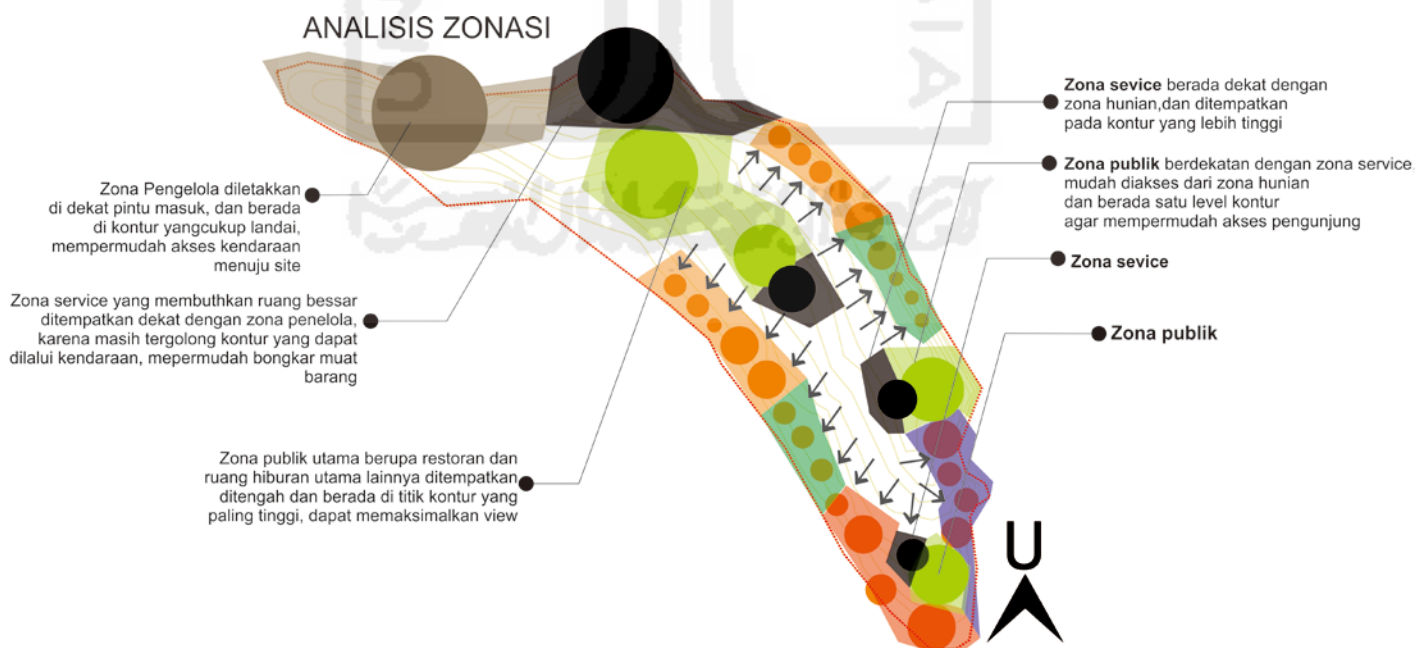 ANALISIS ZONASI
Zona Pengelola diletakkan
di dekat pintu masuk, dan berada
di kontur yangcukup landai,
mempermudah akses kendaraan
menuju site
Zona service yang membuthkan ruang bessar
ditempatkan dekat dengan zona penelola,
karena masih tergolong kontur yang dapat
dilalui kendaraan, mepermudah bongkar muat
barang
Zona publik utama berupa restoran dan
ruang hiburan utama lainnya ditempatkan
ditengah dan berada di titik kontur yang
paling tinggi, dapat memaksimalkan view
Zona sevice berada dekat dengan
zona hunian,dan ditempatkan
pada kontur yang lebih tinggi
Zona publik berdekatan dengan zona service,
mudah diakses dari zona hunian
dan berada satu level kontur
agar mempermudah akses pengunjung
Zona sevice
Zona publik
U